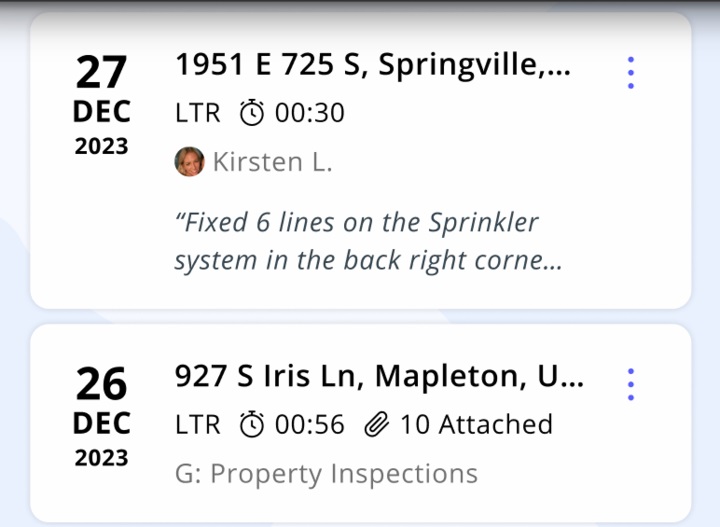 27
DEC
2023
1951 E 725 S, Springville,...
LTR 00:30
Kirsten L.
“Fixed 6 lines on the Sprinkler
system in the back right corne...
26
DEC
2023
927 S Iris Ln, Mapleton, U...
LTR 00:56 10 Attached
G: Property Inspections